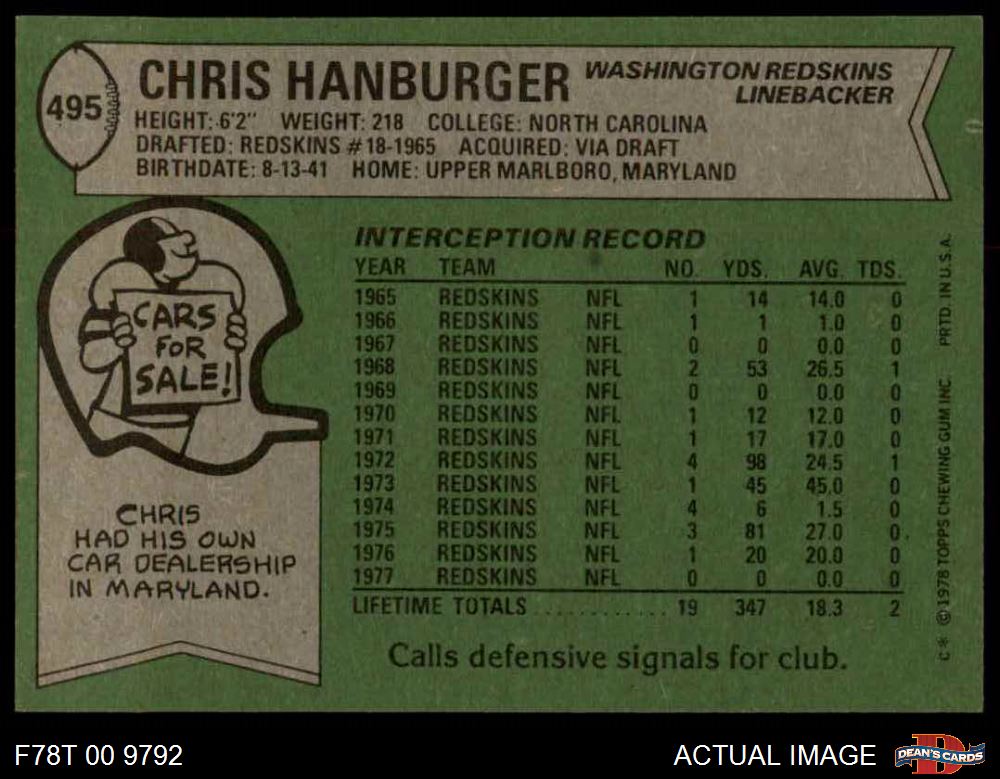 495
CHRIS HANBURGER
WASHINGTON REDSKINS
LINEBACKER
HEIGHT: 6'2" WEIGHT: 218 COLLEGE: NORTH CAROLINA
DRAFTED: REDSKINS #18-1965 ACQUIRED: VIA DRAFT
BIRTHDATE: 8-13-41 HOME: UPPER MARLBORO, MARYLAND
CARS
FOR
SALE!
CHRIS
HAD HIS OWN
CAR DEALERSHIP
IN MARYLAND.
INTERCEPTION RECORD
YEAR TEAM NO. YDS. AVG. TDS.
1965 REDSKINS NFL 1 14 14.0 0
1966 REDSKINS NFL 1 1 1.0 0
1967 REDSKINS NFL 0 0 0.0 0
1968 REDSKINS NFL 2 53 26.5 1
1969 REDSKINS NFL 0 0 0.0 0
1970 REDSKINS NFL 1 12 12.0 0
1971 REDSKINS NFL 1 17 17.0 0
1972 REDSKINS NFL 4 98 24.5 1
1973 REDSKINS NFL 1 45 45.0 0
1974 REDSKINS NFL 4 6 1.5 0
1975 REDSKINS NFL 3 81 27.0 0
1976 REDSKINS NFL 1 20 20.0 0
1977 REDSKINS NFL 0 0 0.0 0
LIFETIME TOTALS ............ 19 347 18.3 2
Calls defensive signals for club.
C * © 1978 TOPPS CHEWING GUM INC. PRTD. IN U.S.A.
F78T 00 9792
ACTUAL IMAGE
DEAN'S CARDS